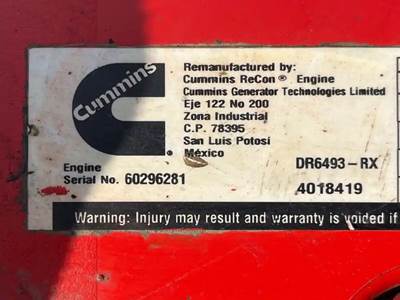 Cummins
Remanufactured by:
Cummins ReCon® Engine
Cummins Generator Technologies Limited
Eje 122 No 200
Zona Industrial
C.P. 78395
San Luis Potosi
México
Engine
Serial No. 60296281
DR6493-RX
4018419
Warning: Injury may result and warranty is voided if